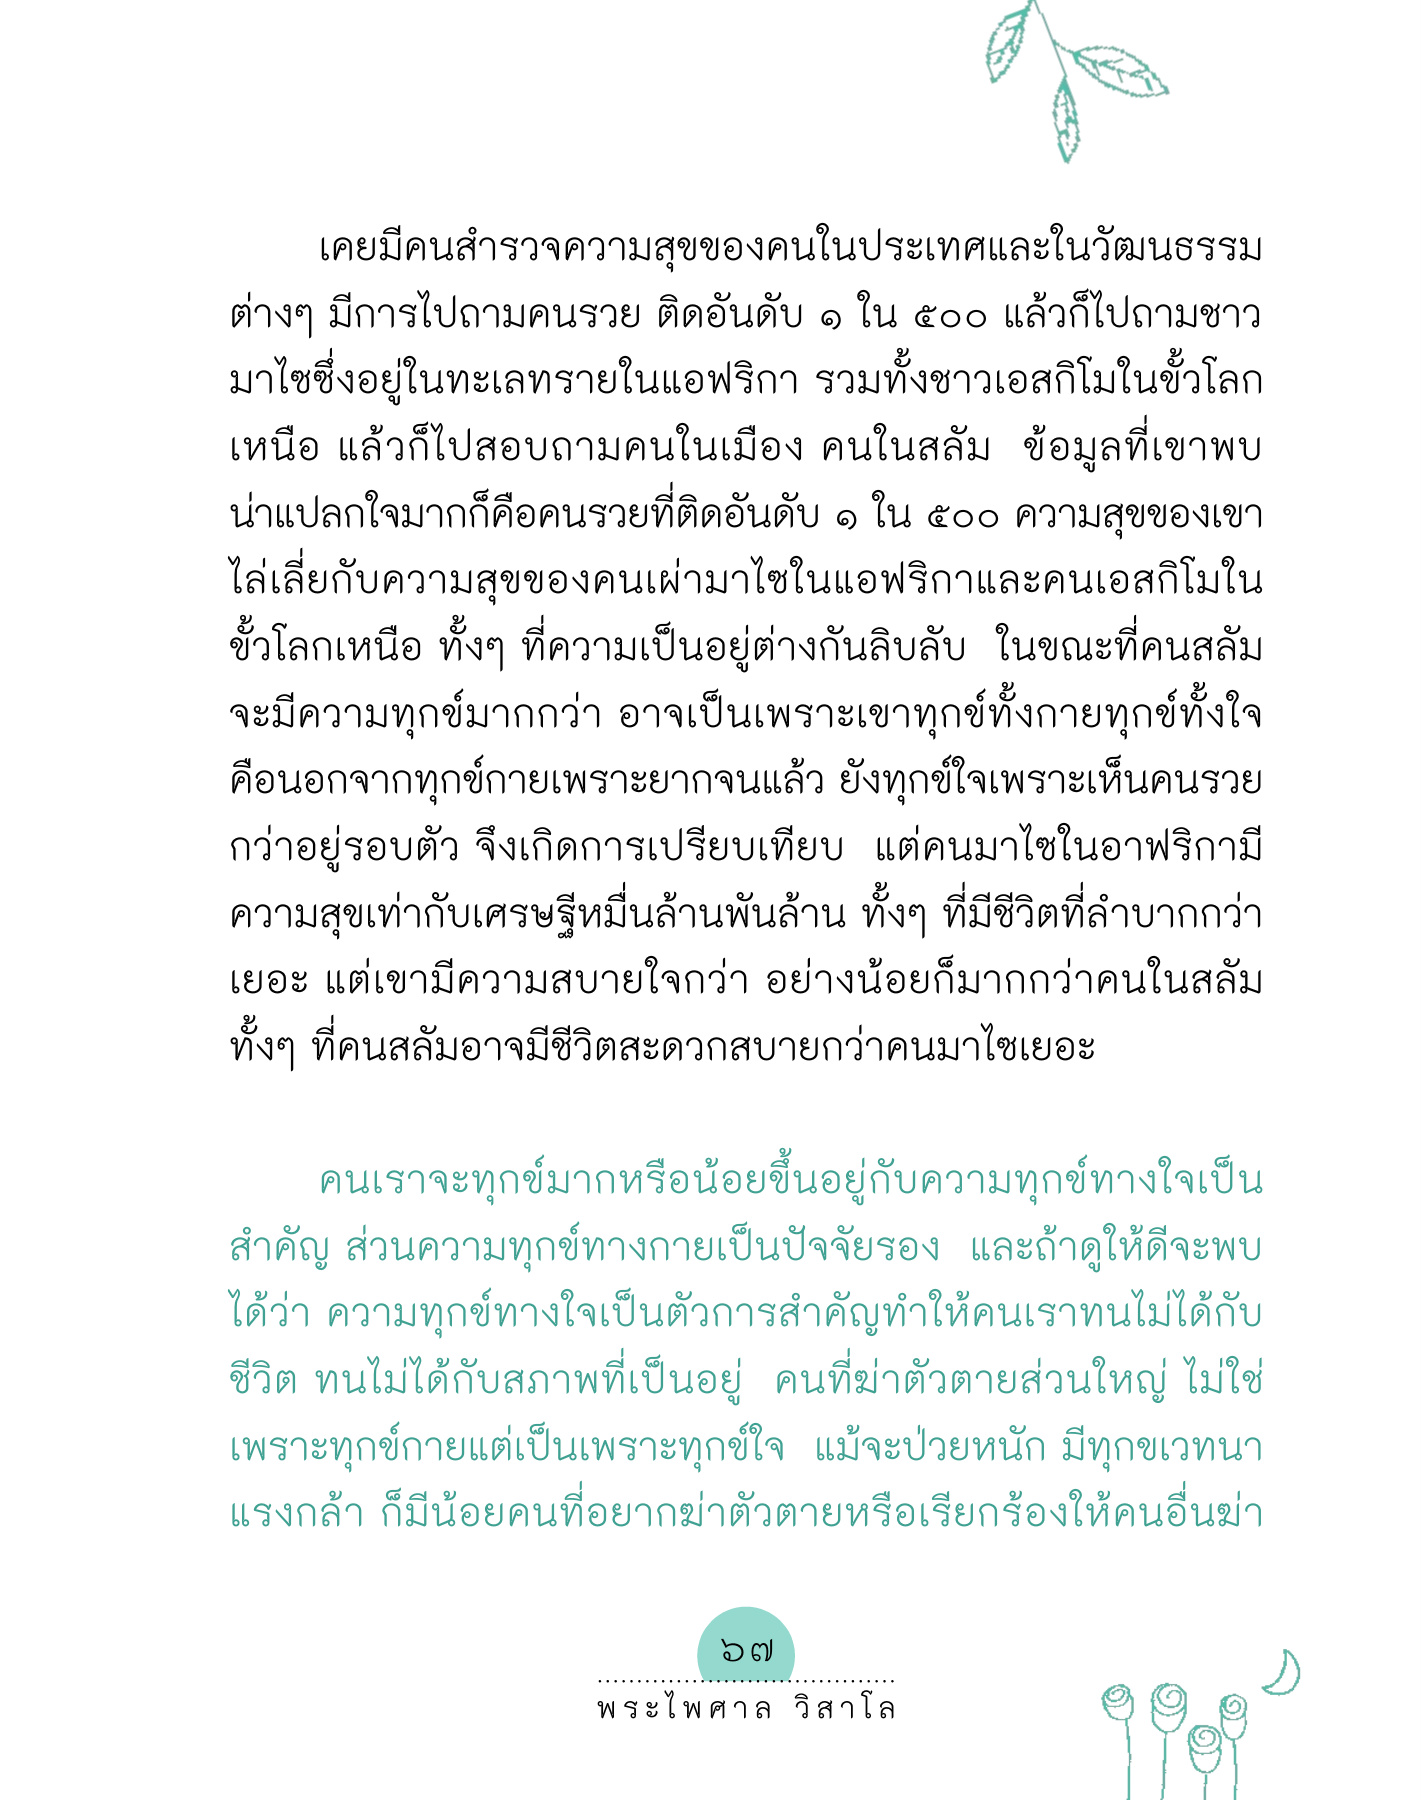 เคยมีคนสำรวจความสุขของคนในประเทศและในวัฒนธรรม
ต่างๆ มีการไปถามคนรวย ติดอันดับ ๑ ใน ๕๐๐ แล้วก็ไปถามชาว
มาไซซึ่งอยู่ในทะเลทรายในแอฟริกา รวมทั้งชาวเอสกิโมในขั้วโลก
เหนือ แล้วก็ไปสอบถามคนในเมือง คนในสลัม ข้อมูลที่เขาพบ
น่าแปลกใจมากก็คือคนรวยที่ติดอันดับ ๑ ใน ๕๐๐ ความสุขของเขา
ไล่เลี่ยกับความสุขของคนเผ่ามาไซในแอฟริกาและคนเอสกิโมใน
ขั้วโลกเหนือ ทั้งๆ ที่ความเป็นอยู่ต่างกันลิบลับ ในขณะที่คนสลัม
จะมีความทุกข์มากกว่า อาจเป็นเพราะเขาทุกข์ทั้งกายทุกข์ทั้งใจ
คือนอกจากทุกข์กายเพราะยากจนแล้ว ยังทุกข์ใจเพราะเห็นคนรวย
กว่าอยู่รอบตัว จึงเกิดการเปรียบเทียบ แต่คนมาไซในอาฟริกามี
ความสุขเท่ากับเศรษฐีหมื่นล้านพันล้าน ทั้งๆ ที่มีชีวิตที่ลำบากกว่า
เยอะ แต่เขามีความสบายใจกว่า อย่างน้อยก็มากกว่าคนในสลัม
ทั้งๆ ที่คนสลัมอาจมีชีวิตสะดวกสบายกว่าคนมาไซเยอะ
คนเราจะทุกข์มากหรือน้อยขึ้นอยู่กับความทุกข์ทางใจเป็น
สำคัญ ส่วนความทุกข์ทางกายเป็นปัจจัยรอง และถ้าดูให้ดีจะพบ
ได้ว่า ความทุกข์ทางใจเป็นตัวการสำคัญทำให้คนเราทนไม่ได้กับ
ชีวิต ทนไม่ได้กับสภาพที่เป็นอยู่ คนที่ฆ่าตัวตายส่วนใหญ่ ไม่ใช่
เพราะทุกข์กายแต่เป็นเพราะทุกข์ใจ แม้จะป่วยหนัก มีทุกขเวทนา
แรงกล้า ก็มีน้อยคนที่อยากฆ่าตัวตายหรือเรียกร้องให้คนอื่นฆ่า
๖๗
พระไพศาล วิสาโล